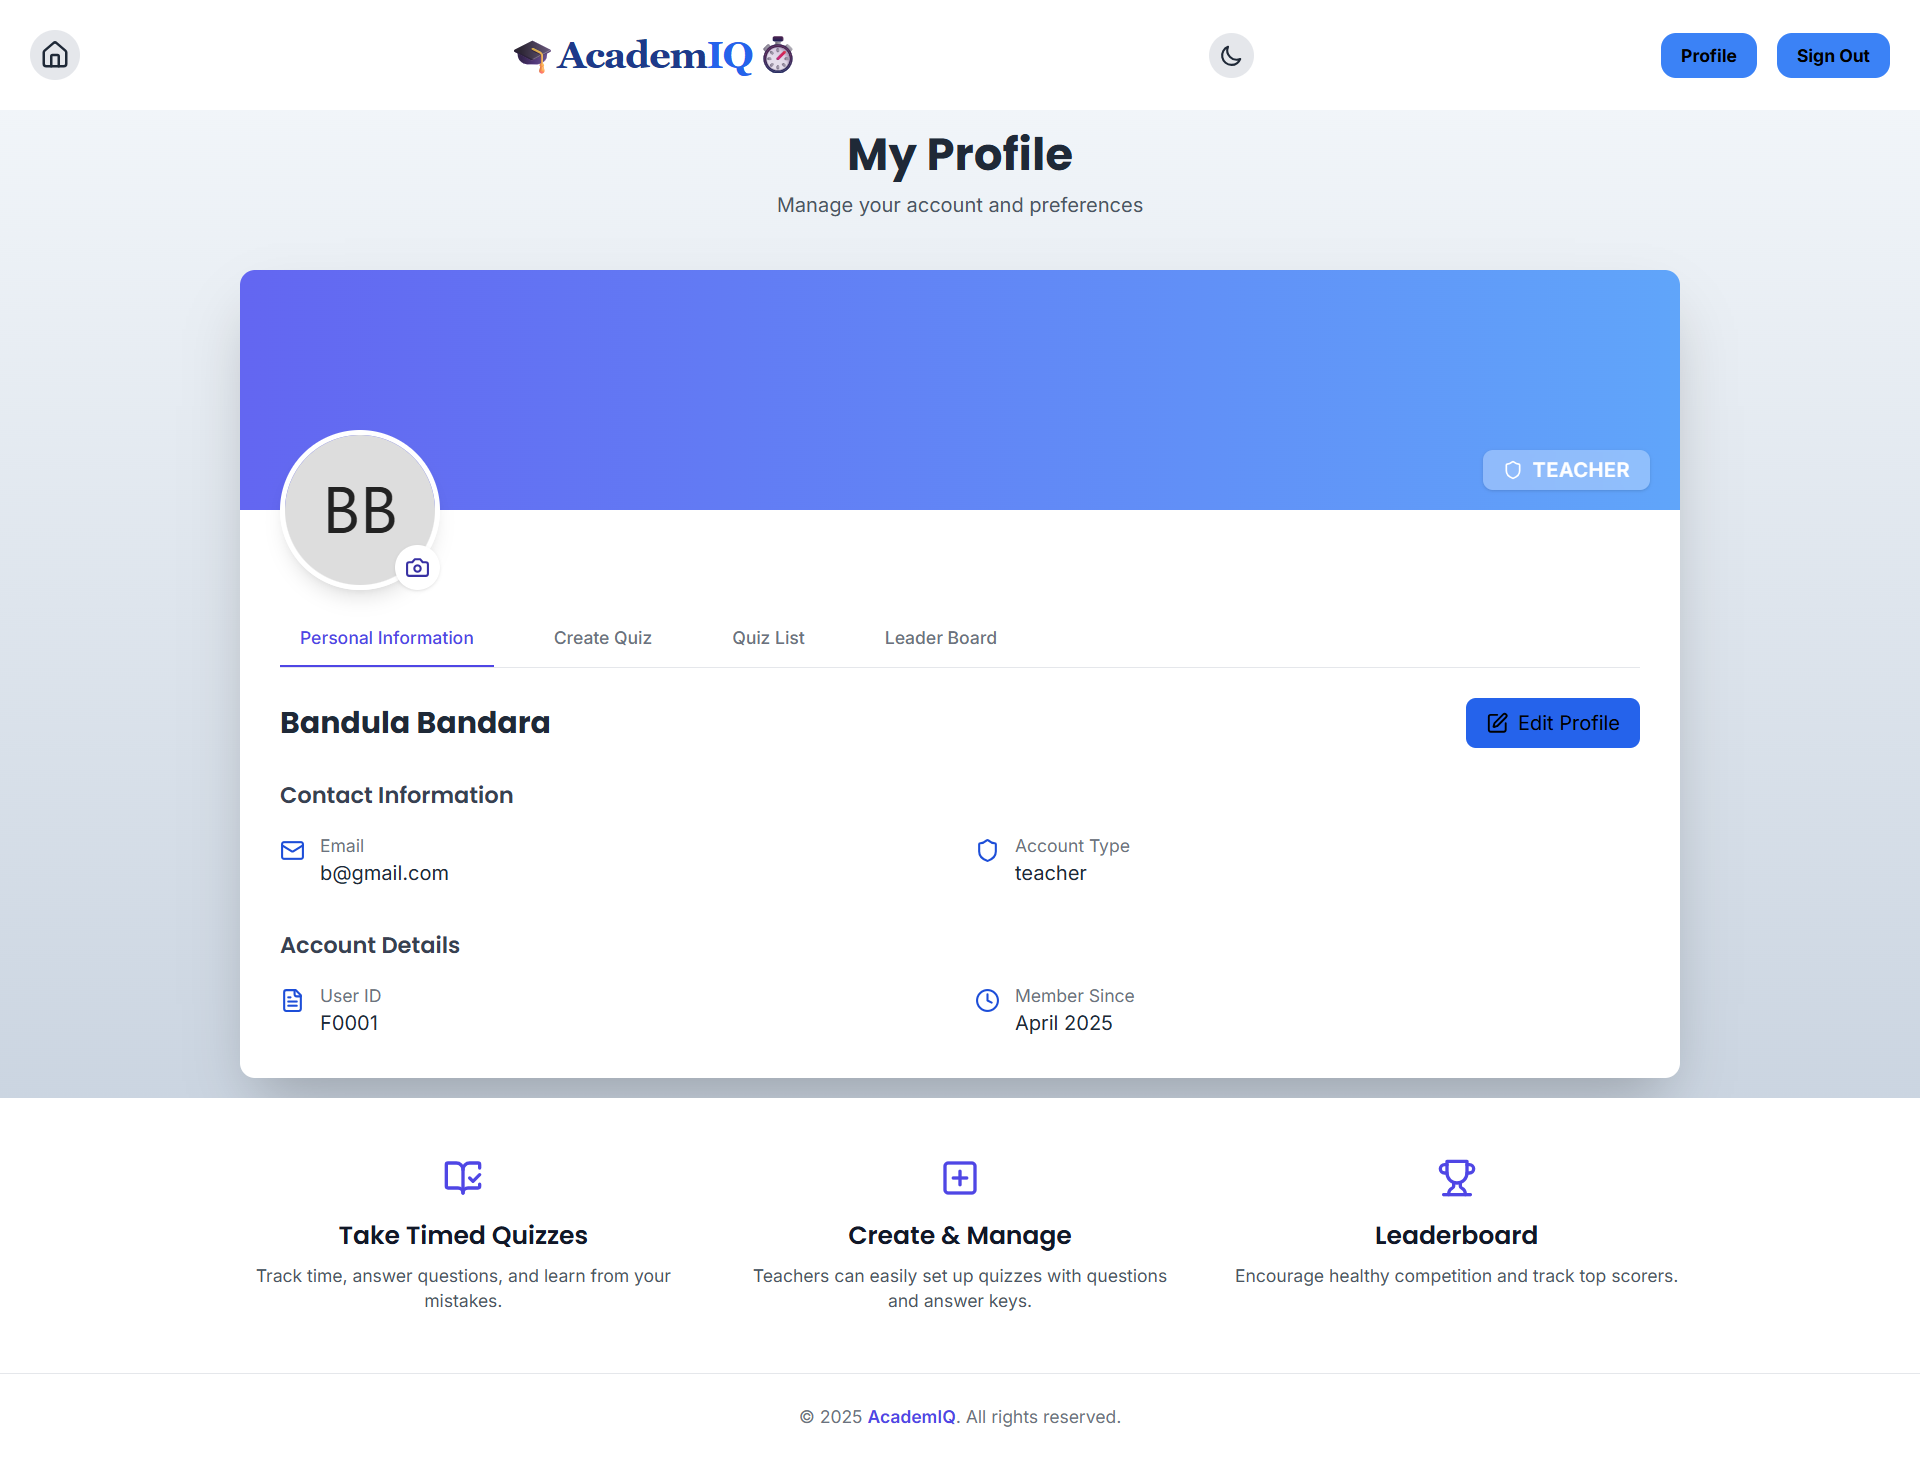 AcademIQ
Profile
Sign Out
My Profile
Manage your account and preferences
TEACHER
BB
Personal Information
Create Quiz
Quiz List
Leader Board
Bandula Bandara
Edit Profile
Contact Information
Email
b@gmail.com
Account Type
teacher
Account Details
User ID
F0001
Member Since
April 2025
Take Timed Quizzes
Track time, answer questions, and learn from your
mistakes.
Create & Manage
Teachers can easily set up quizzes with questions
and answer keys.
Leaderboard
Encourage healthy competition and track top scorers.
© 2025 AcademIQ. All rights reserved.